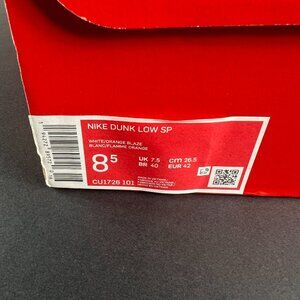 NIKE DUNK LOW SP
WHITE/ORANGE BLAZE
BLANC/FLAMME ORANGE
8.5
UK 7.5 cm 26.5
BR 40 EUR 42
CU1726 101